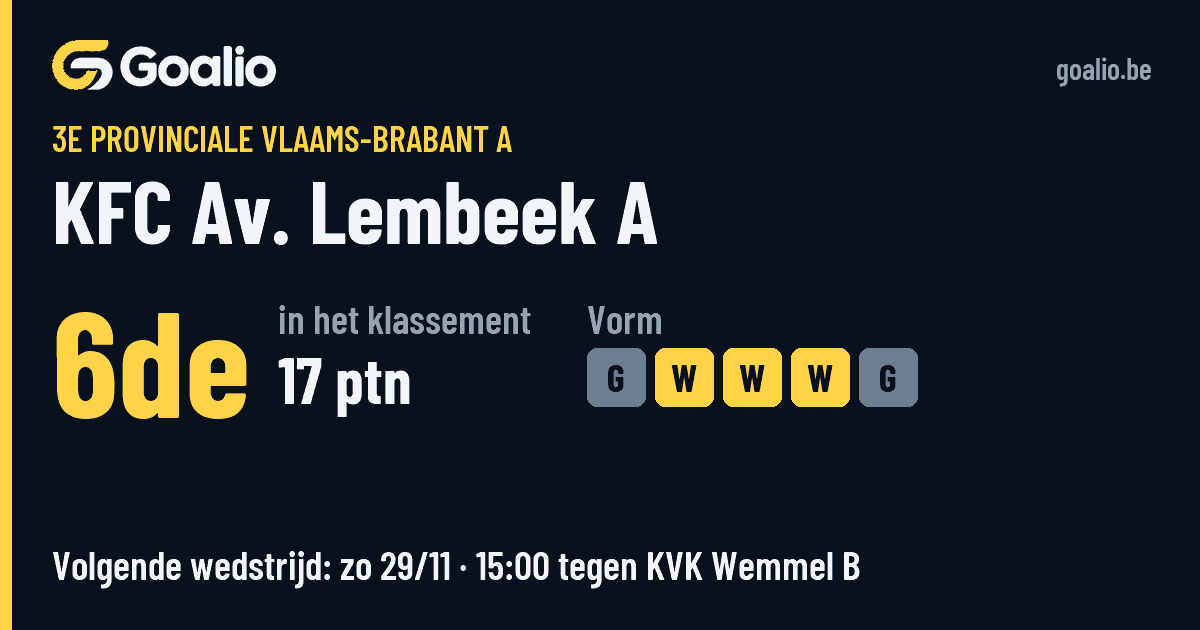 Goalio
goalio.be
3E PROVINCIALE VLAAMS-BRABANT A
KFC Av. Lembeek A
6de
in het klassement
17 ptn
Vorm
G W W W G
Volgende wedstrijd: zo 29/11 · 15:00 tegen KVK Wemmel B